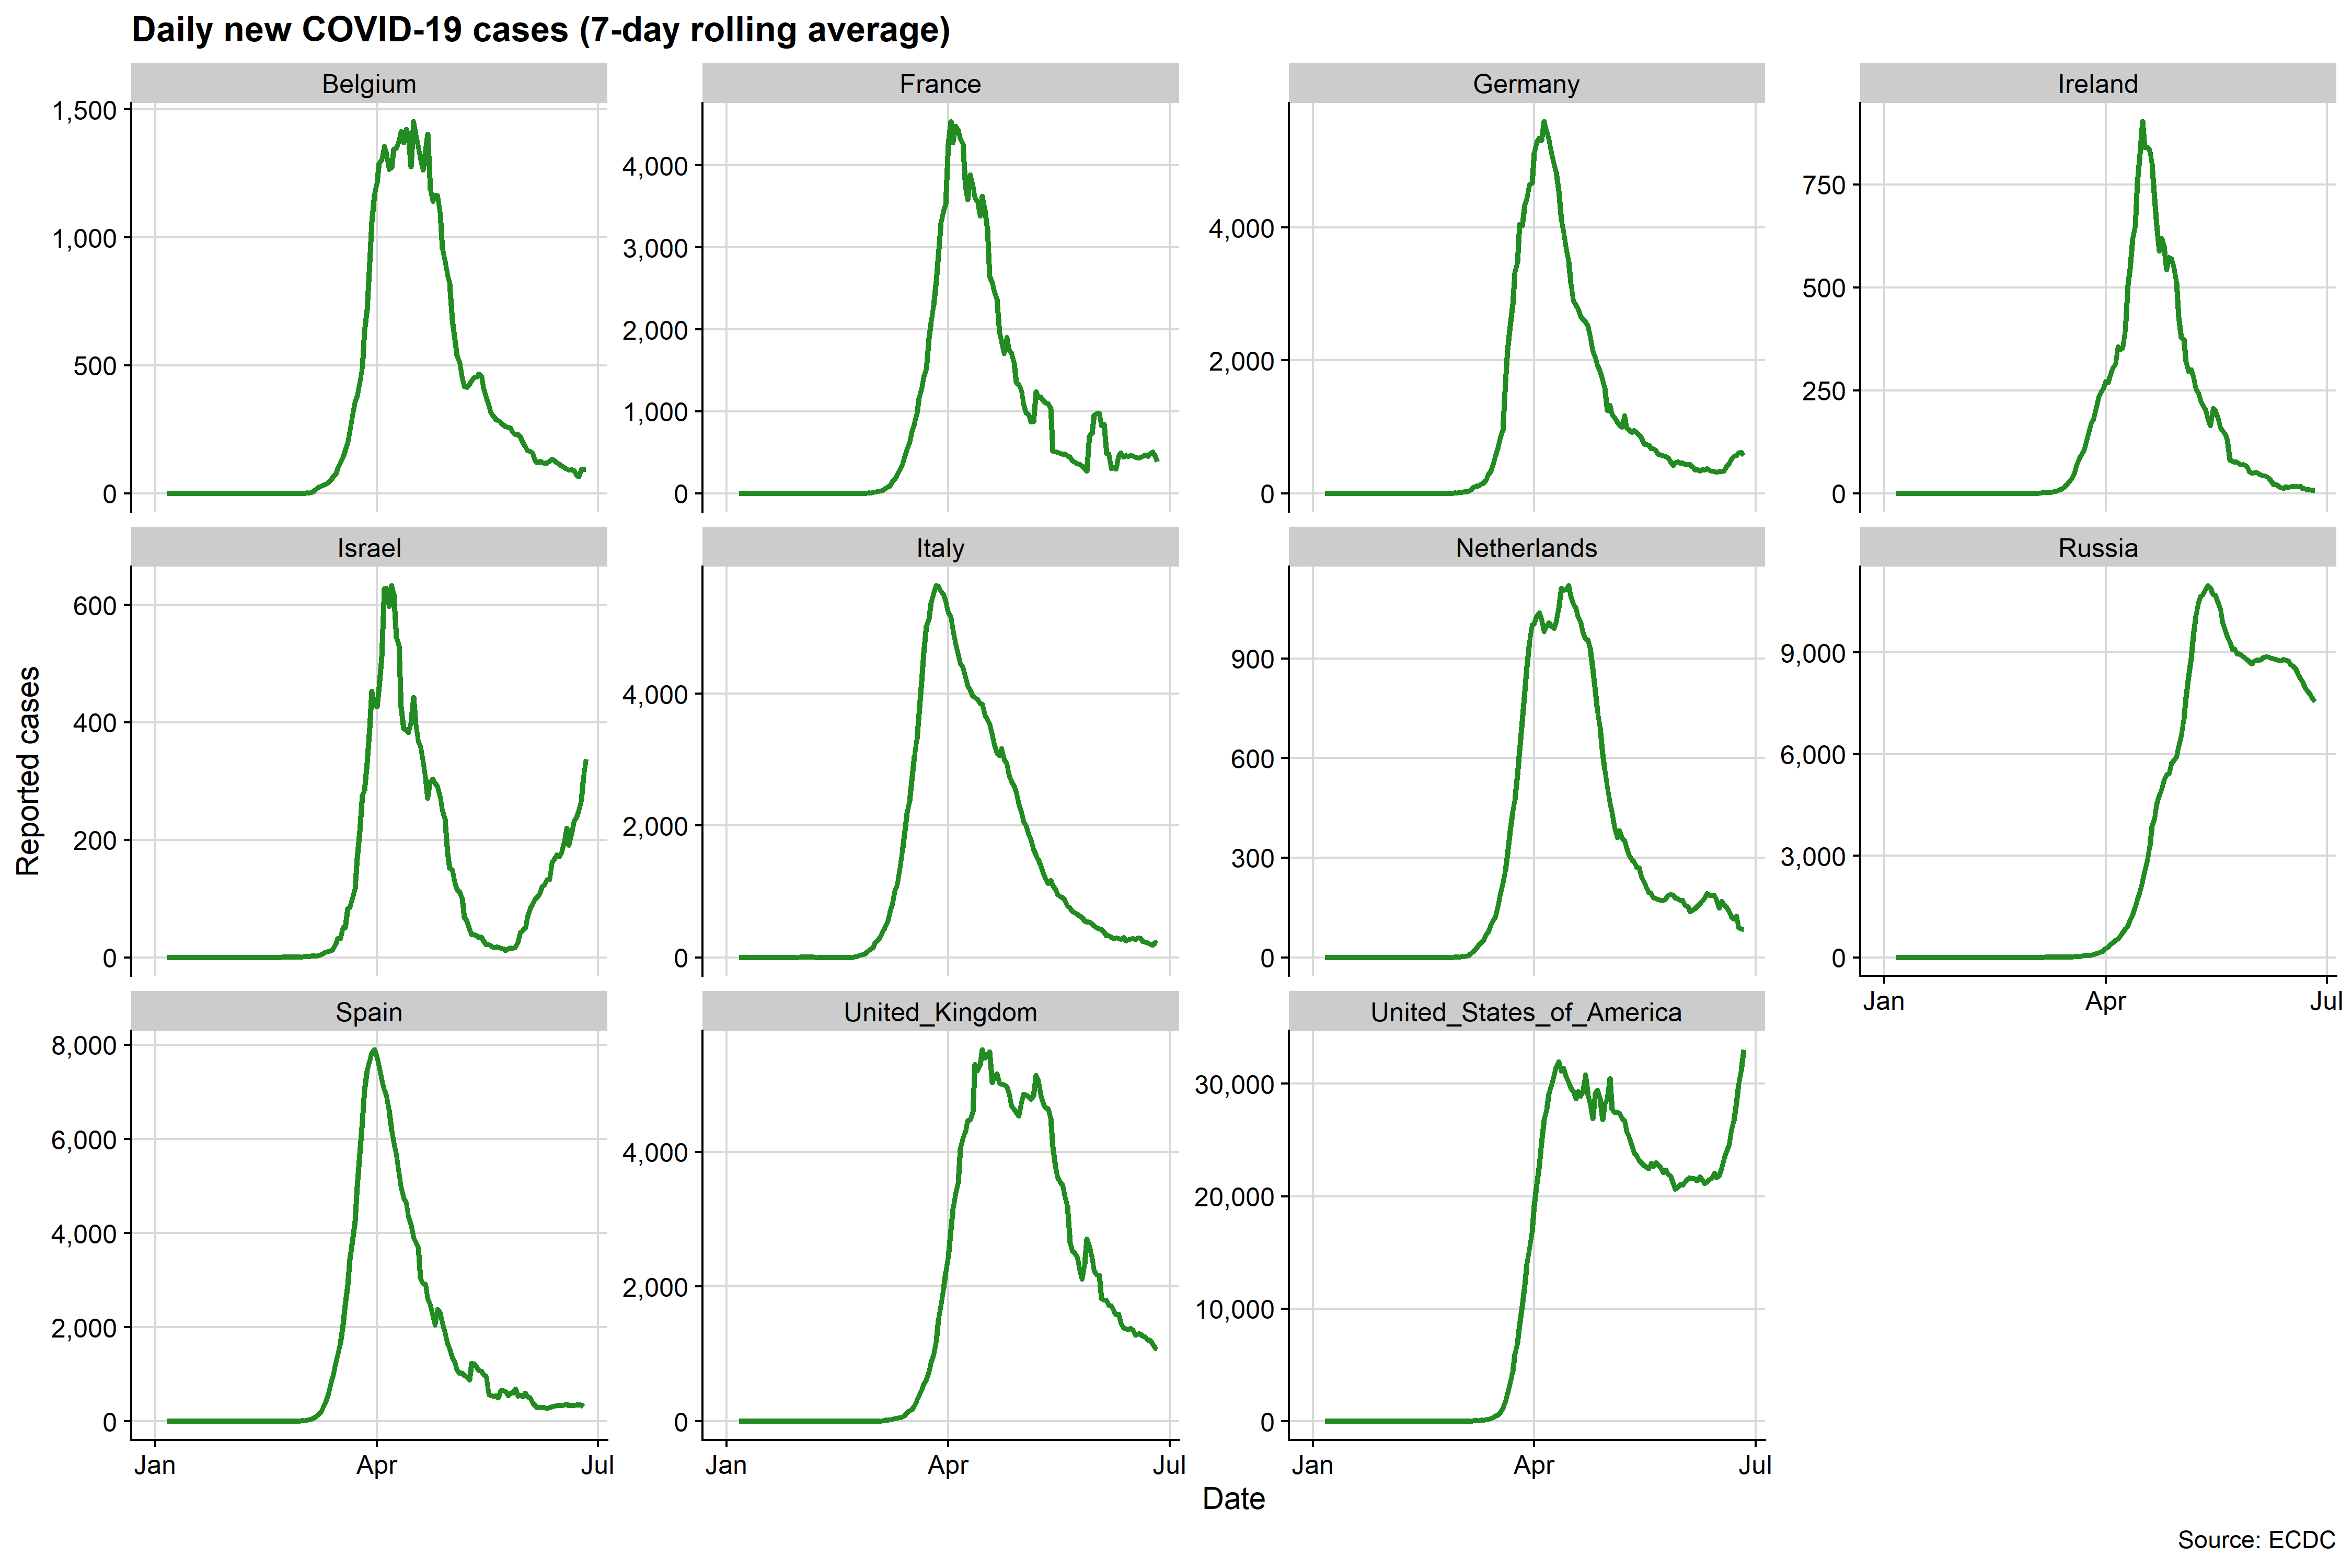 Daily new COVID-19 cases (7-day rolling average)
Belgium
France
Germany
Ireland
1,500
1,000
500
0
4,000
3,000
2,000
1,000
0
4,000
2,000
0
750
500
250
0
Israel
Italy
Netherlands
Russia
600
400
200
0
4,000
2,000
0
900
600
300
0
9,000
6,000
3,000
0
Jan Apr Jul
Reported cases
Spain
United_Kingdom
United_States_of_America
8,000
6,000
4,000
2,000
0
4,000
2,000
0
30,000
20,000
10,000
0
Jan Apr Jul
Jan Apr Jul
Jan Apr Jul
Date
Source: ECDC